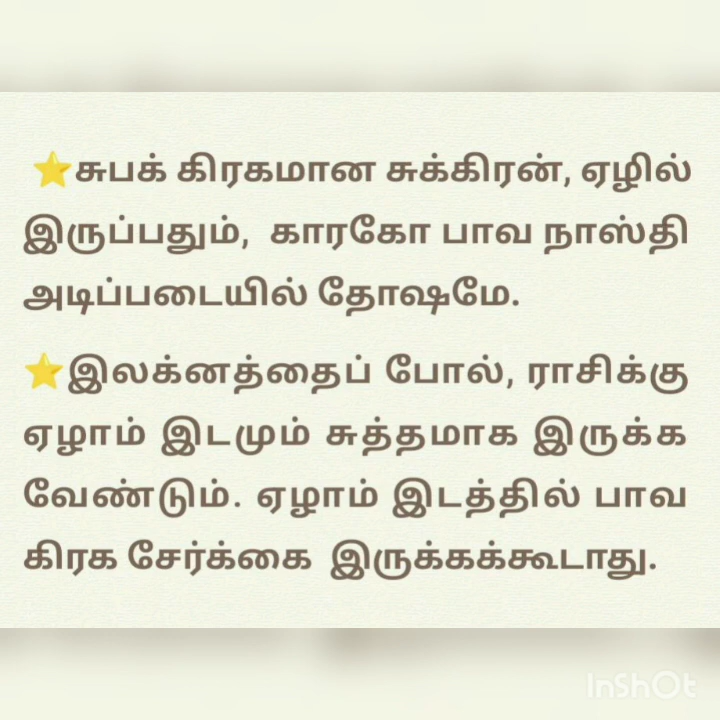 ⭐சுபக் கிரகமான சுக்கிரன், ஏழில்
இருப்பதும், காரகோ பாவ நாஸ்தி
அடிப்படையில் தோஷமே.
⭐இலக்னத்தைப் போல், ராசிக்கு
ஏழாம் இடமும் சுத்தமாக இருக்க
வேண்டும். ஏழாம் இடத்தில் பாவ
கிரக சேர்க்கை இருக்கக்கூடாது.
InShOt